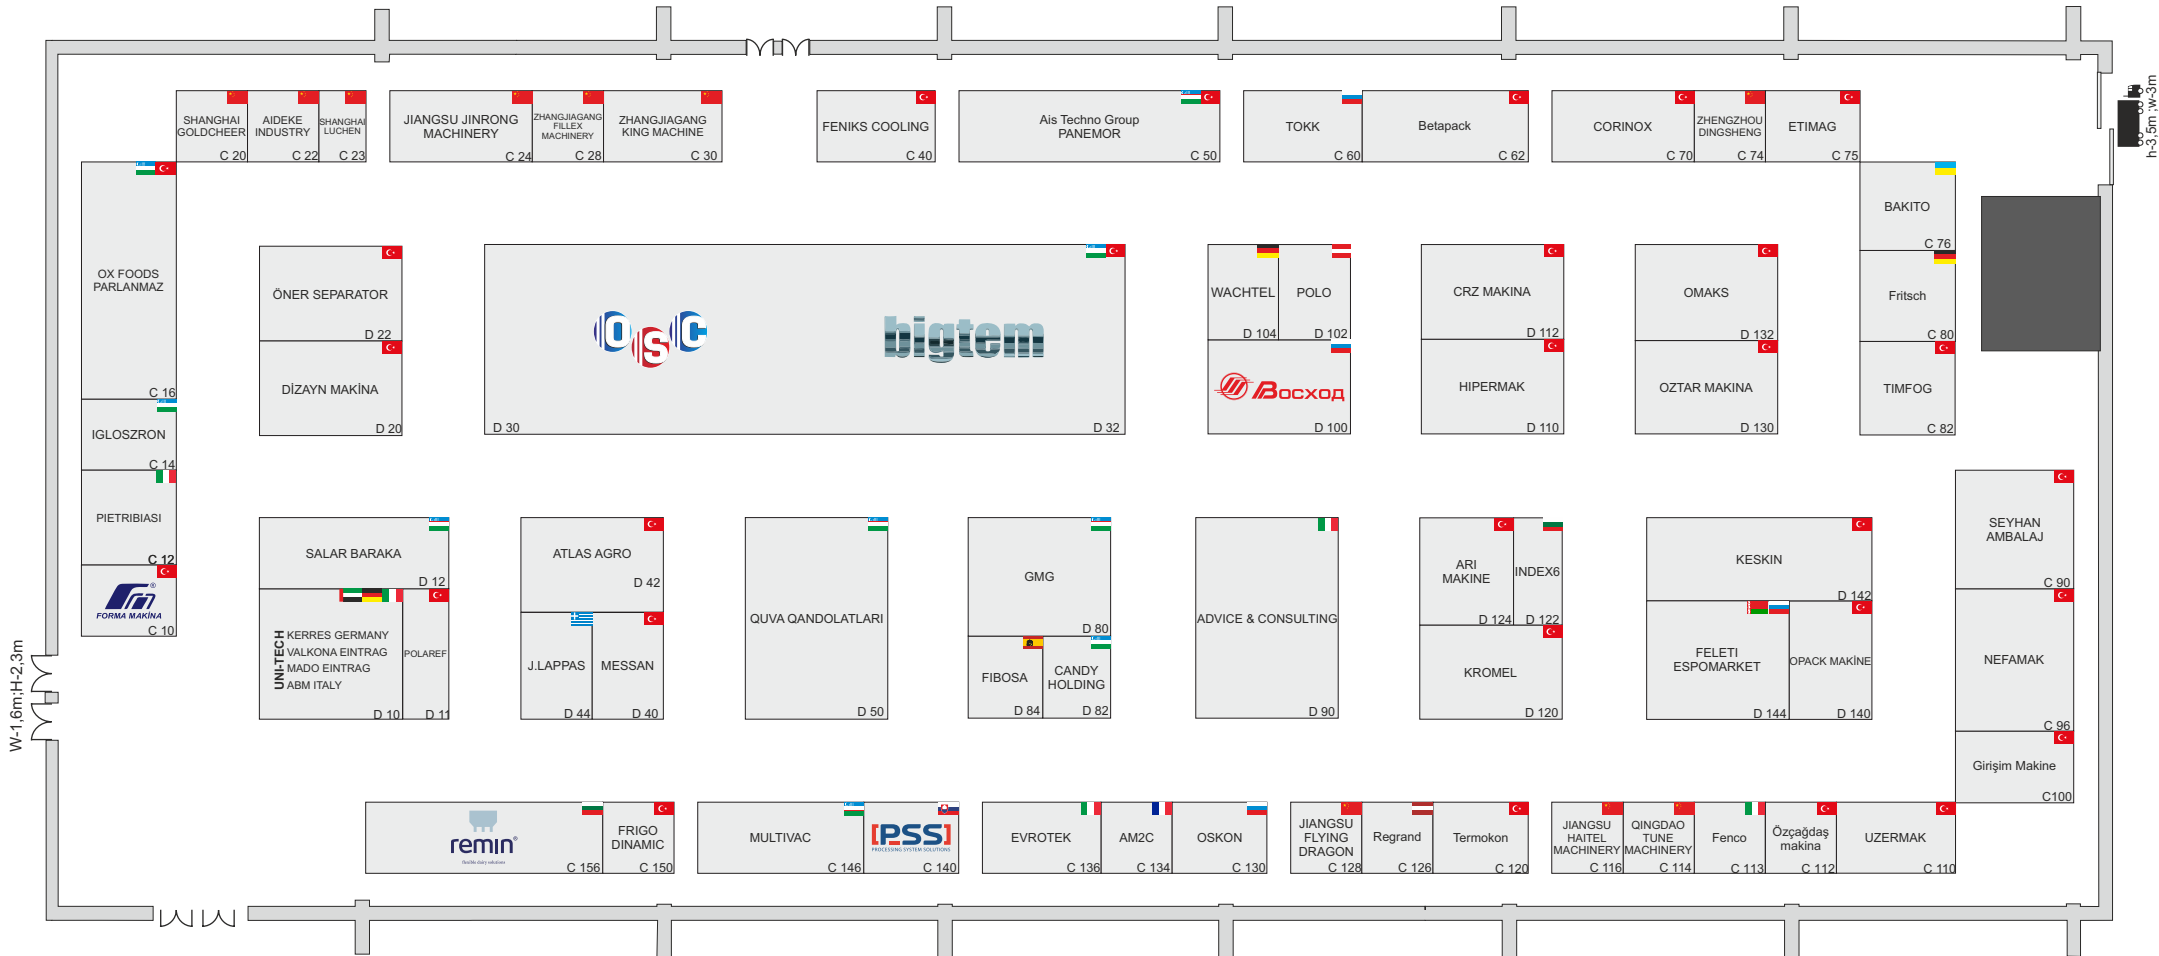 SHANGHAI
GOLDCHEER
C 20
AIDEKE
INDUSTRY
C 22
SHANGHAI
LUCHEN
C 23
JIANGSU JINRONG
MACHINERY
C 24
ZHANGJIAGANG
FILLEX
MACHINERY
C 28
ZHANGJIAGANG
KING MACHINE
C 30
FENIKS COOLING
C 40
Ais Techno Group
PANEMOR
C 50
TOKK
C 60
Betapack
C 62
CORINOX
C 70
ZHENGZHOU
DINGSHENG
C 74
ETIMAG
C 75
h-3,5m ;w-3m
OX FOODS
PARLANMAZ
C 16
IGLOSZRON
C 14
PIETRIBIASI
C 12
FORMA MAKİNA
®
C 10
ÖNER SEPARATOR
D 22
DİZAYN MAKİNA
D 20
OSC
bigtem
D 30
D 32
WACHTEL
D 104
POLO
D 102
Восход
D 100
CRZ MAKINA
D 112
HIPERMAK
D 110
OMAKS
D 132
OZTAR MAKINA
D 130
BAKITO
C 76
Fritsch
C 80
TIMFOG
C 82
SALAR BARAKA
D 12
UNI-TECH
KERRES GERMANY
VALKONA EINTRAG
MADO EINTRAG
ABM ITALY
D 10
POLAREF
D 11
ATLAS AGRO
D 42
J.LAPPAS
D 44
MESSAN
D 40
QUVA QANDOLATLARI
D 50
GMG
D 80
FIBOSA
D 84
CANDY
HOLDING
D 82
ADVICE & CONSULTING
D 90
ARI
MAKINE
D 124
INDEX6
D 122
KROMEL
D 120
KESKIN
D 142
FELETI
ESPOMARKET
D 144
OPACK MAKİNE
D 140
SEYHAN
AMBALAJ
C 90
NEFAMAK
C 96
Girişim Makine
C100
W-1,6m;H-2,3m
remin®
flexible dairy solutions
C 156
FRIGO
DINAMIC
C 150
MULTIVAC
C 146
[PSS]
PROCESSING SYSTEM SOLUTIONS
C 140
EVROTEK
C 136
AM2C
C 134
OSKON
C 130
JIANGSU
FLYING
DRAGON
C 128
Regrand
C 126
Termokon
C 120
JIANGSU
HAITEL
MACHINERY
C 116
QINGDAO
TUNE
MACHINERY
C 114
Fenco
C 113
Özçağdaş
makina
C 112
UZERMAK
C 110